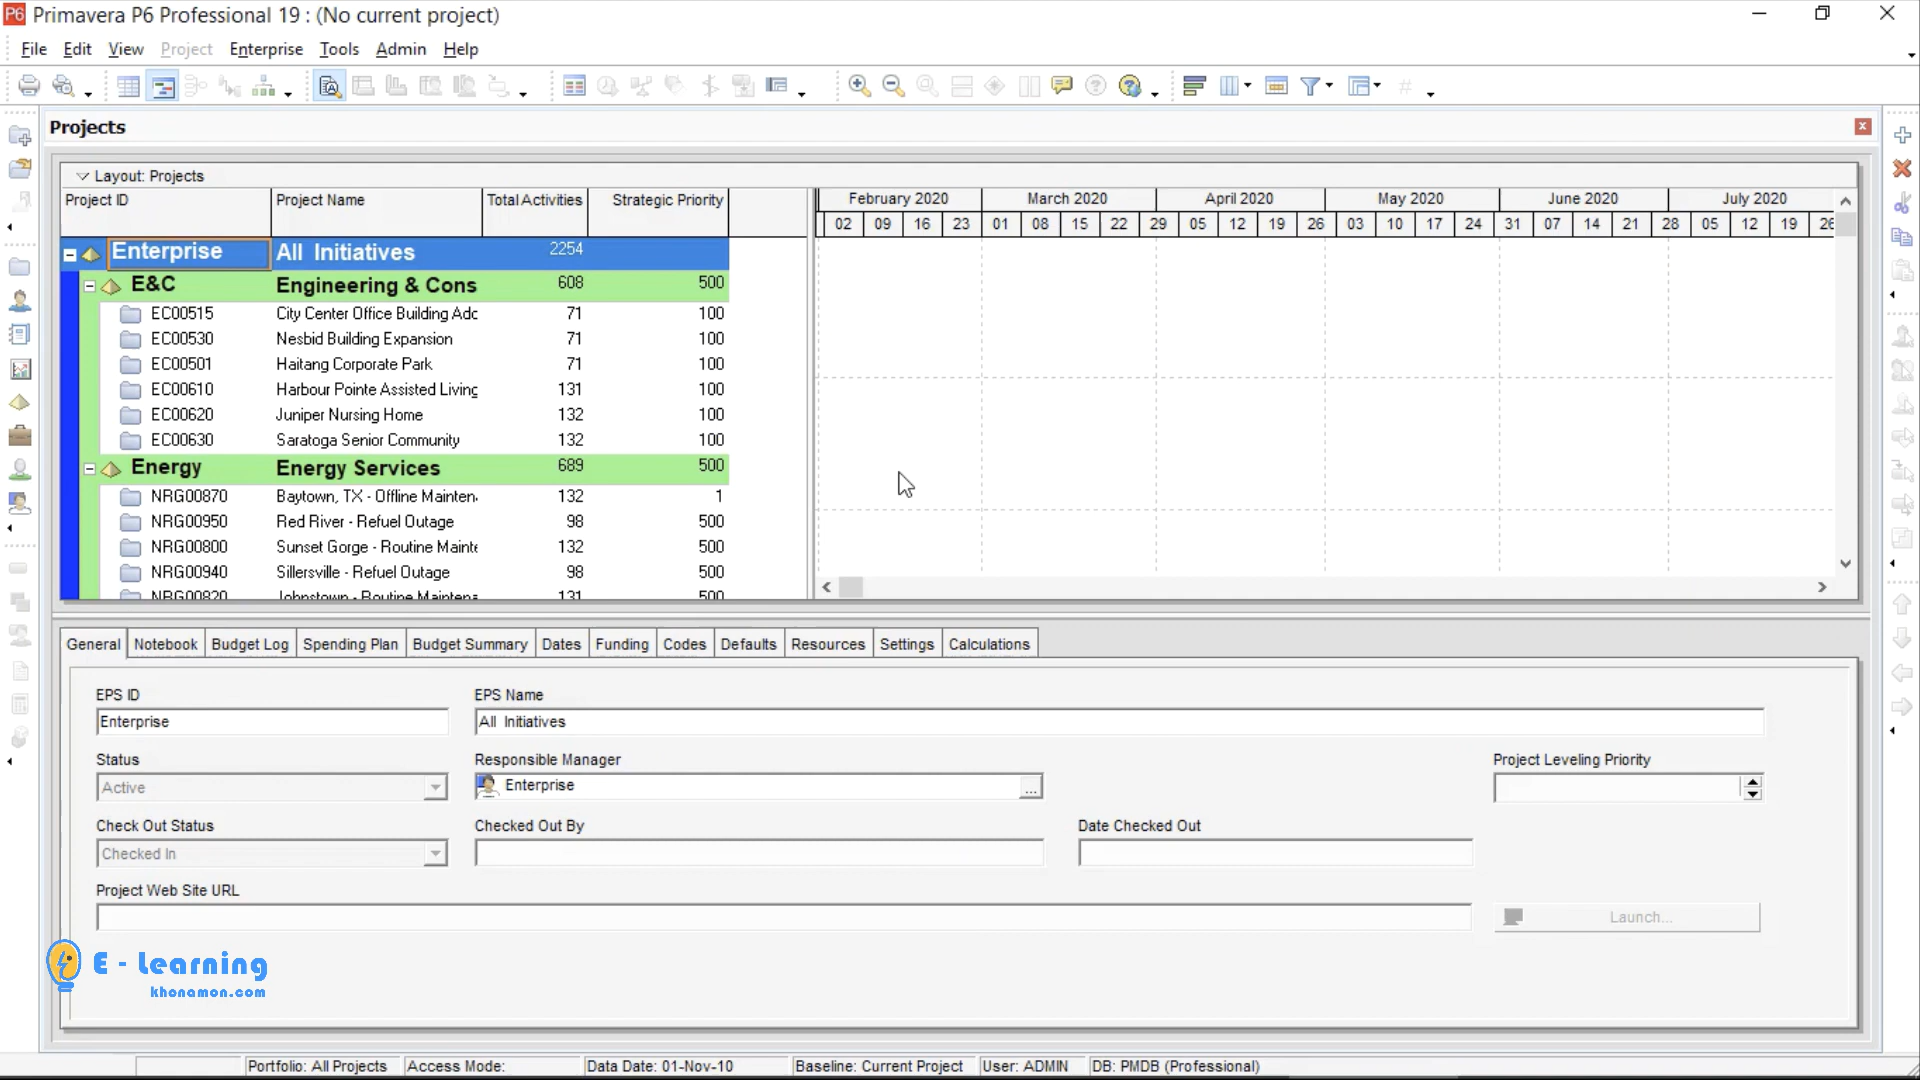 P6 Primavera P6 Professional 19 : (No current project)
File Edit View Project Enterprise Tools Admin Help
Projects
Layout: Projects
Project ID Project Name Total Activities Strategic Priority
February 2020 March 2020 April 2020 May 2020 June 2020 July 2020
02 09 16 23 01 08 15 22 29 05 12 19 26 03 10 17 24 31 07 14 21 28 05 12 19 26
Enterprise All Initiatives 2254
E&C Engineering & Cons 608 500
EC00515 City Center Office Building Adc 71 100
EC00530 Nesbid Building Expansion 71 100
EC00501 Haitang Corporate Park 71 100
EC00610 Harbour Pointe Assisted Living 131 100
EC00620 Juniper Nursing Home 132 100
EC00630 Saratoga Senior Community 132 100
Energy Energy Services 689 500
NRG00870 Baytown, TX - Offline Mainten 132 1
NRG00950 Red River - Refuel Outage 98 500
NRG00800 Sunset Gorge - Routine Mainte 132 500
NRG00940 Sillersville - Refuel Outage 98 500
NRG00820 Johnstown - Routine Maintena 131 500
General Notebook Budget Log Spending Plan Budget Summary Dates Funding Codes Defaults Resources Settings Calculations
EPS ID EPS Name
Enterprise All Initiatives
Status Responsible Manager Project Leveling Priority
Active Enterprise ...
Check Out Status Checked Out By Date Checked Out
Checked In
Project Web Site URL
Launch...
E - Learning
khonamon.com
Portfolio: All Projects Access Mode: Data Date: 01-Nov-10 Baseline: Current Project User: ADMIN DB: PMDB (Professional)